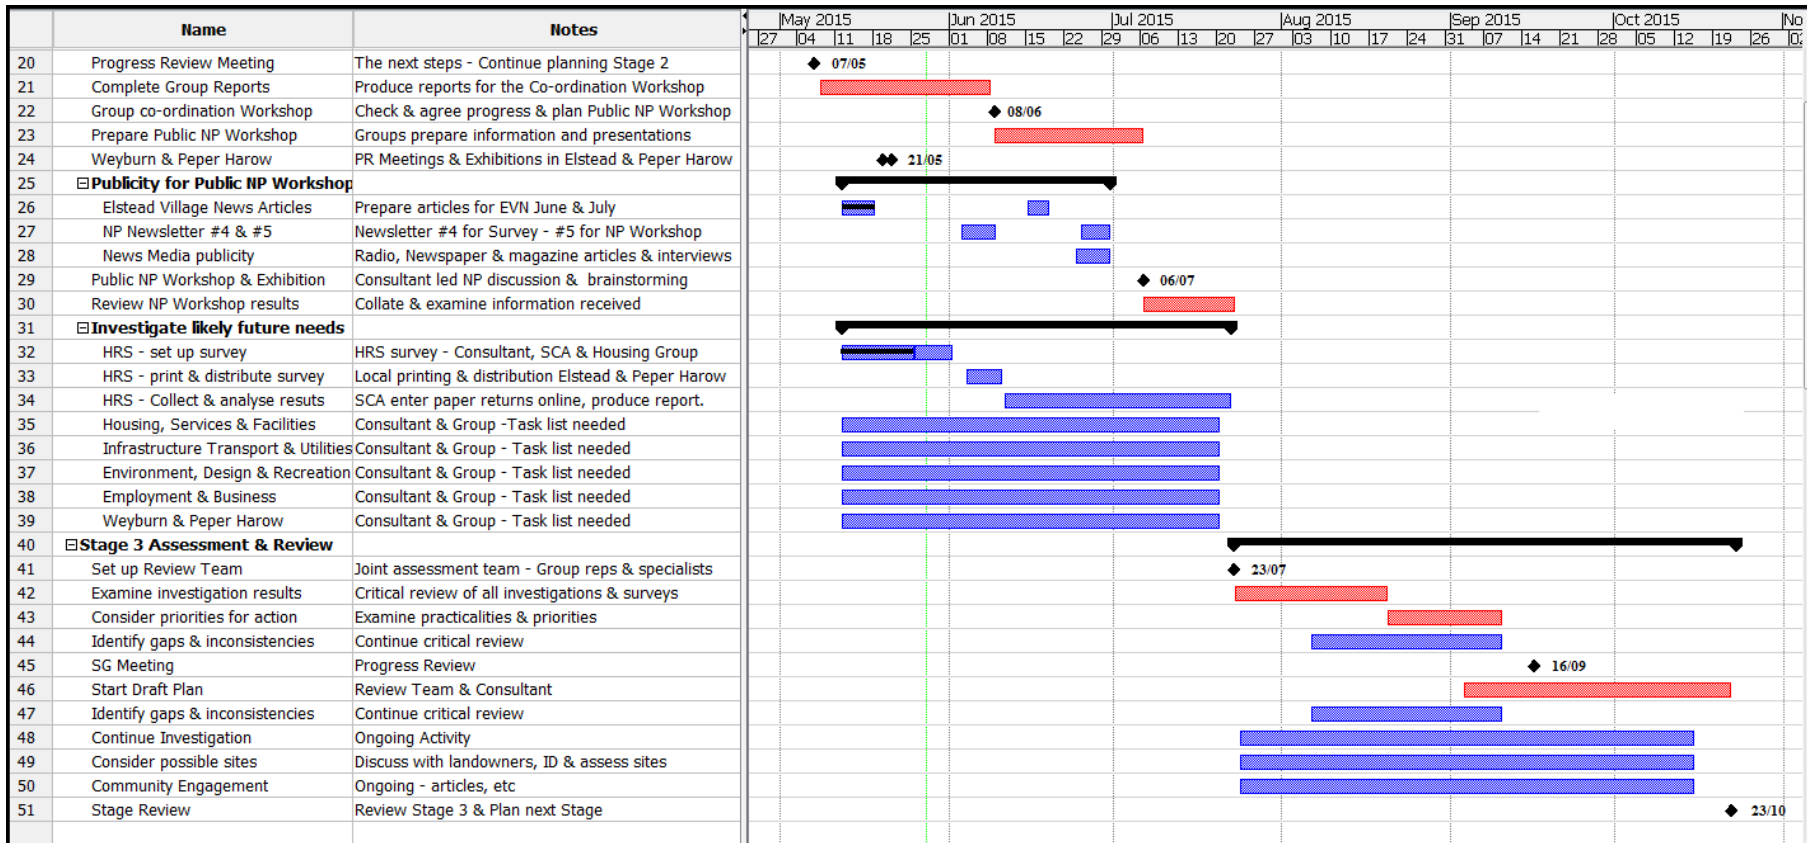 Name Notes
May 2015 Jun 2015 Jul 2015 Aug 2015 Sep 2015 Oct 2015 No
27 04 11 18 25 01 08 15 22 29 06 13 20 27 03 10 17 24 31 07 14 21 28 05 12 19 26 02
20 Progress Review Meeting The next steps - Continue planning Stage 2 07/05
21 Complete Group Reports Produce reports for the Co-ordination Workshop
22 Group co-ordination Workshop Check & agree progress & plan Public NP Workshop 08/06
23 Prepare Public NP Workshop Groups prepare information and presentations
24 Weyburn & Peper Harow PR Meetings & Exhibitions in Elstead & Peper Harow 21/05
25 Publicity for Public NP Workshop
26 Elstead Village News Articles Prepare articles for EVN June & July
27 NP Newsletter #4 & #5 Newsletter #4 for Survey - #5 for NP Workshop
28 News Media publicity Radio, Newspaper & magazine articles & interviews
29 Public NP Workshop & Exhibition Consultant led NP discussion & brainstorming 06/07
30 Review NP Workshop results Collate & examine information received
31 Investigate likely future needs
32 HRS - set up survey HRS survey - Consultant, SCA & Housing Group
33 HRS - print & distribute survey Local printing & distribution Elstead & Peper Harow
34 HRS - Collect & analyse resuts SCA enter paper returns online, produce report.
35 Housing, Services & Facilities Consultant & Group -Task list needed
36 Infrastructure Transport & Utilities Consultant & Group - Task list needed
37 Environment, Design & Recreation Consultant & Group - Task list needed
38 Employment & Business Consultant & Group - Task list needed
39 Weyburn & Peper Harow Consultant & Group - Task list needed
40 Stage 3 Assessment & Review
41 Set up Review Team Joint assessment team - Group reps & specialists 23/07
42 Examine investigation results Critical review of all investigations & surveys
43 Consider priorities for action Examine practicalities & priorities
44 Identify gaps & inconsistencies Continue critical review
45 SG Meeting Progress Review 16/09
46 Start Draft Plan Review Team & Consultant
47 Identify gaps & inconsistencies Continue critical review
48 Continue Investigation Ongoing Activity
49 Consider possible sites Discuss with landowners, ID & assess sites
50 Community Engagement Ongoing - articles, etc
51 Stage Review Review Stage 3 & Plan next Stage 23/10